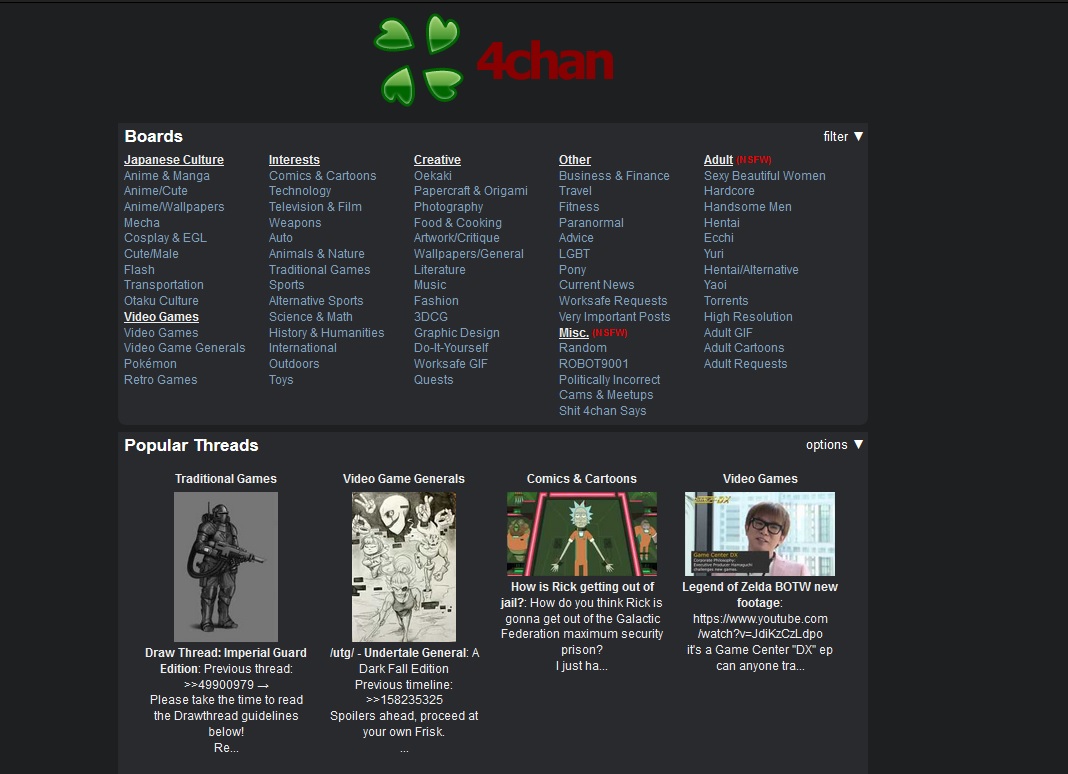 4chan
Boards
filter ▼
Japanese Culture
Anime & Manga
Anime/Cute
Anime/Wallpapers
Mecha
Cosplay & EGL
Cute/Male
Flash
Transportation
Otaku Culture
Video Games
Video Games
Video Game Generals
Pokémon
Retro Games
Interests
Comics & Cartoons
Technology
Television & Film
Weapons
Auto
Animals & Nature
Traditional Games
Sports
Alternative Sports
Science & Math
History & Humanities
International
Outdoors
Toys
Creative
Oekaki
Papercraft & Origami
Photography
Food & Cooking
Artwork/Critique
Wallpapers/General
Literature
Music
Fashion
3DCG
Graphic Design
Do-It-Yourself
Worksafe GIF
Quests
Other
Business & Finance
Travel
Fitness
Paranormal
Advice
LGBT
Pony
Current News
Worksafe Requests
Very Important Posts
Misc. (NSFW)
Random
ROBOT9001
Politically Incorrect
Cams & Meetups
Shit 4chan Says
Adult (NSFW)
Sexy Beautiful Women
Hardcore
Handsome Men
Hentai
Ecchi
Yuri
Hentai/Alternative
Yaoi
Torrents
High Resolution
Adult GIF
Adult Cartoons
Adult Requests
Popular Threads
options ▼
Traditional Games
Draw Thread: Imperial Guard
Edition: Previous thread:
>>49900979 →
Please take the time to read
the Drawthread guidelines
below!
Re...
Video Game Generals
/utg/ - Undertale General: A
Dark Fall Edition
Previous timeline:
>>158235325
Spoilers ahead, proceed at
your own Frisk.
...
Comics & Cartoons
How is Rick getting out of
jail?: How do you think Rick is
gonna get out of the Galactic
Federation maximum security
prison?
I just ha...
Video Games
Game Center DX
Corporate Philosophy:
Executive Producer Hamaguchi
challenges new games.
Legend of Zelda BOTW new
footage:
https://www.youtube.com
/watch?v=JdiKzCzLdpo
it's a Game Center "DX" ep
can anyone tra...